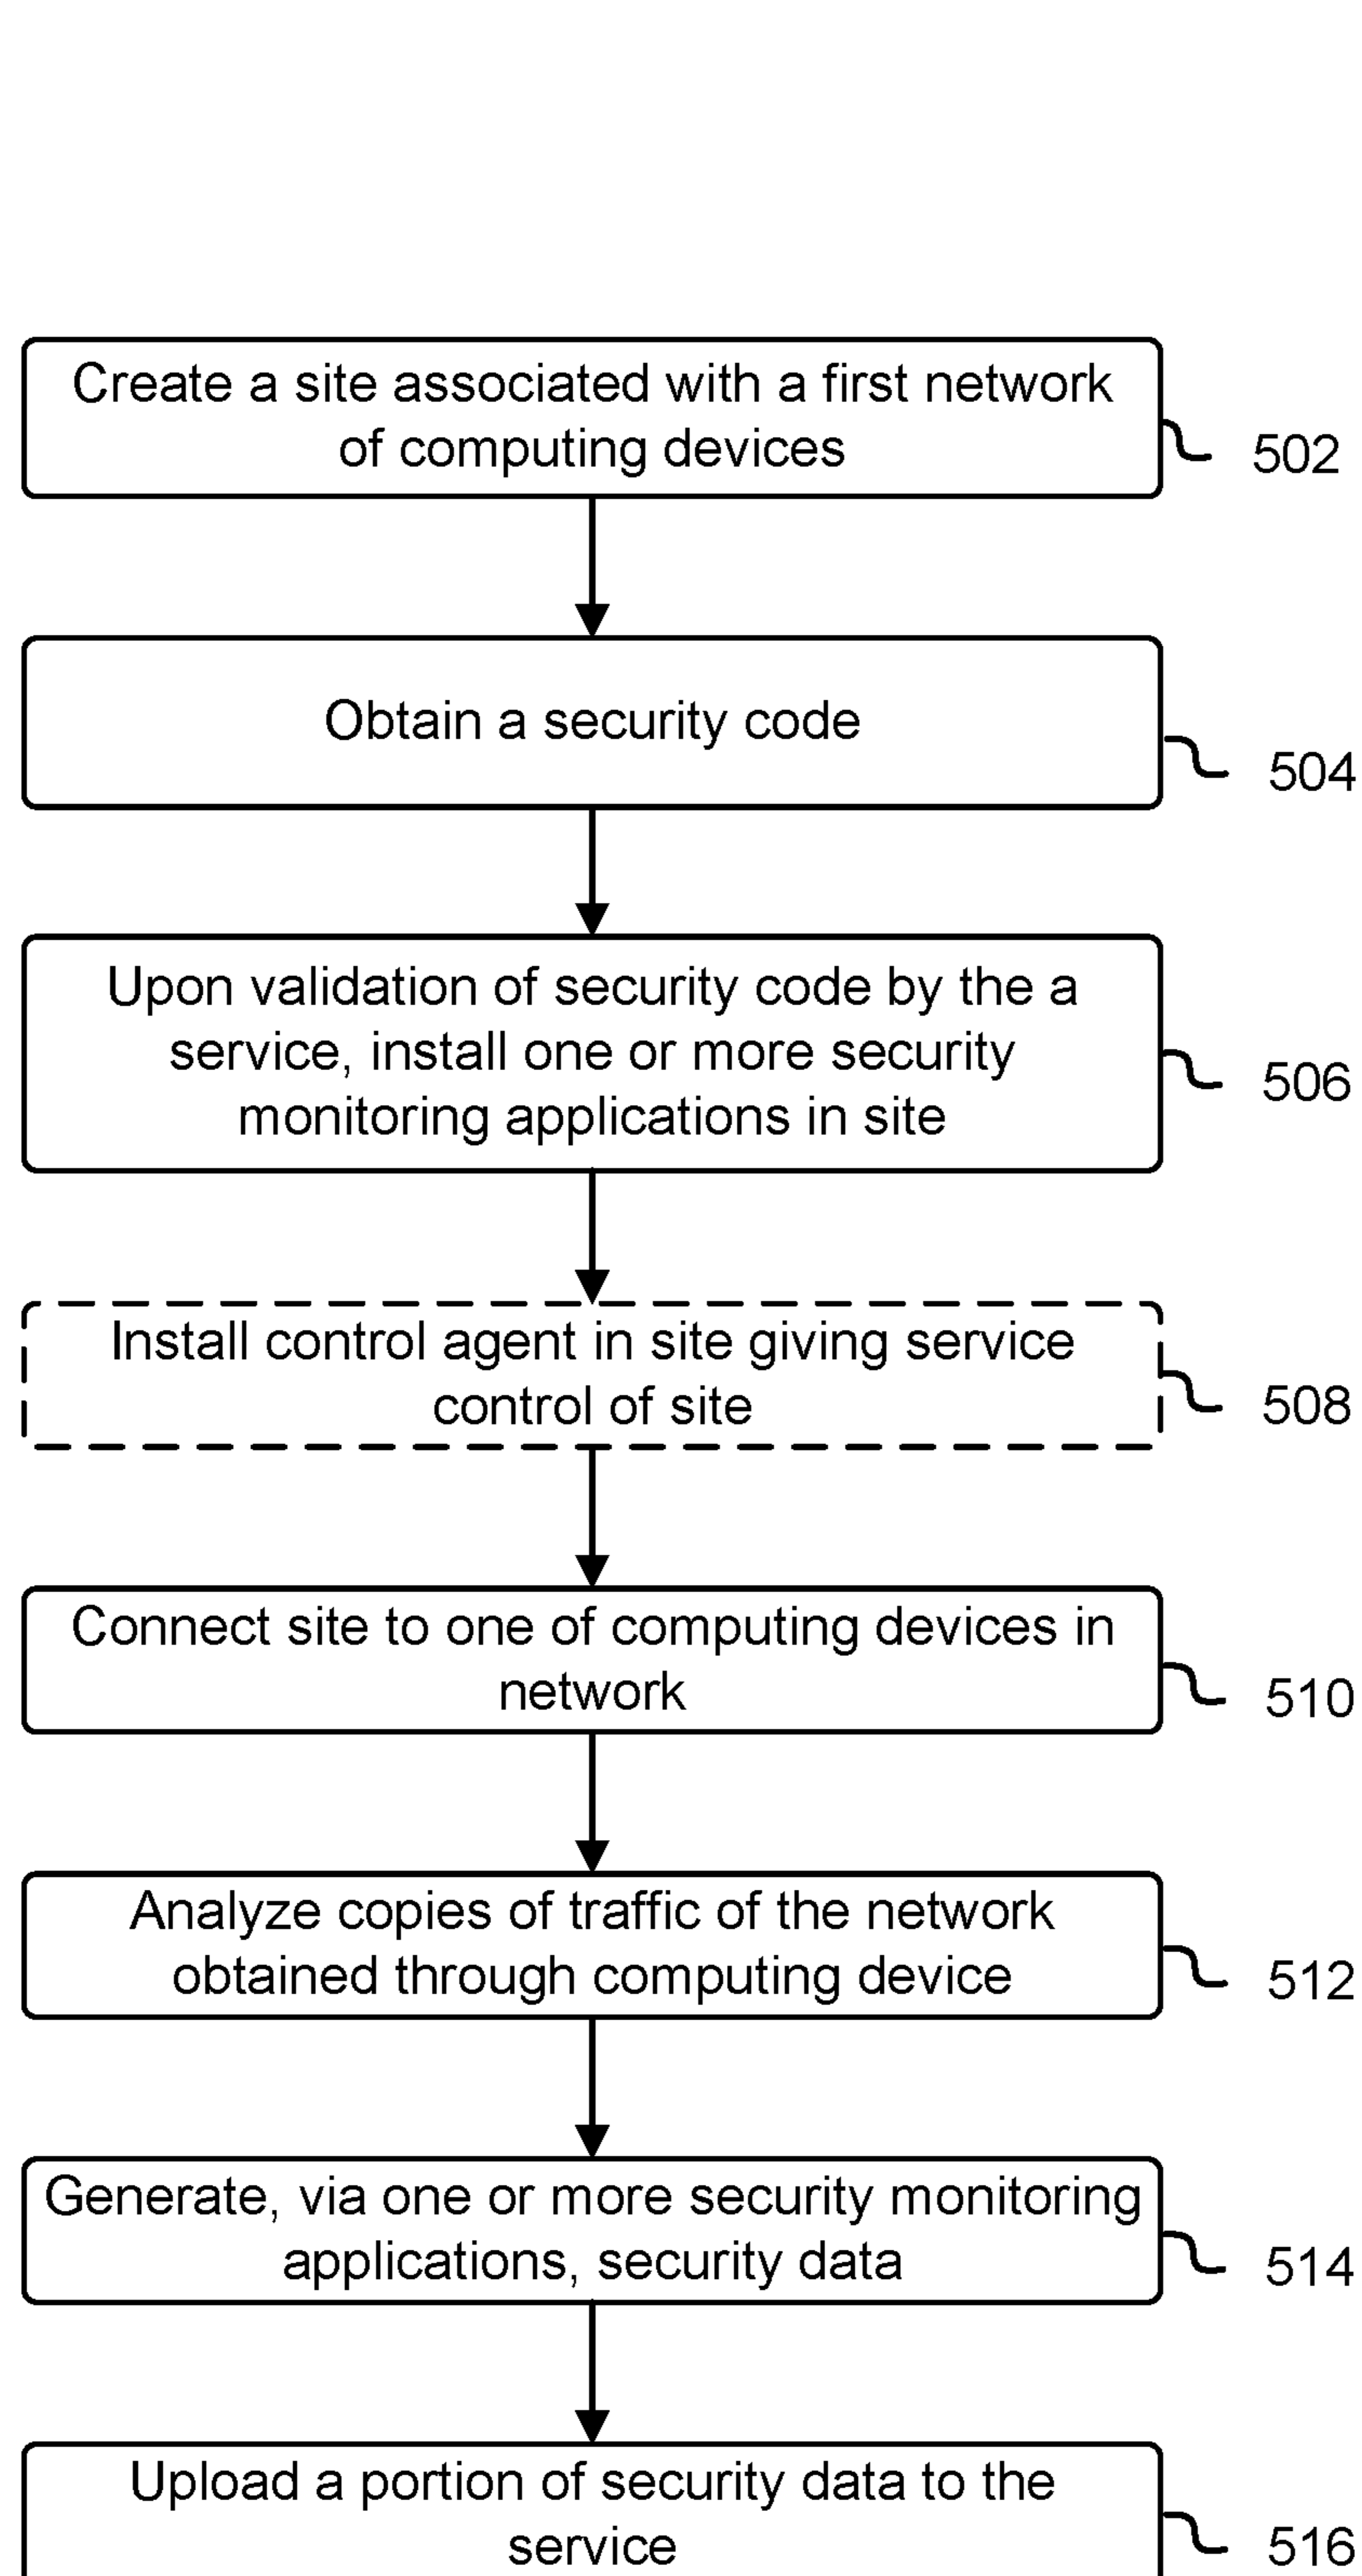 Create a site associated with a first network
of computing devices
502
Obtain a security code
504
Upon validation of security code by the a
service, install one or more security
monitoring applications in site
506
Install control agent in site giving service
control of site
508
Connect site to one of computing devices in
network
510
Analyze copies of traffic of the network
obtained through computing device
512
Generate, via one or more security monitoring
applications, security data
514
Upload a portion of security data to the
service
516